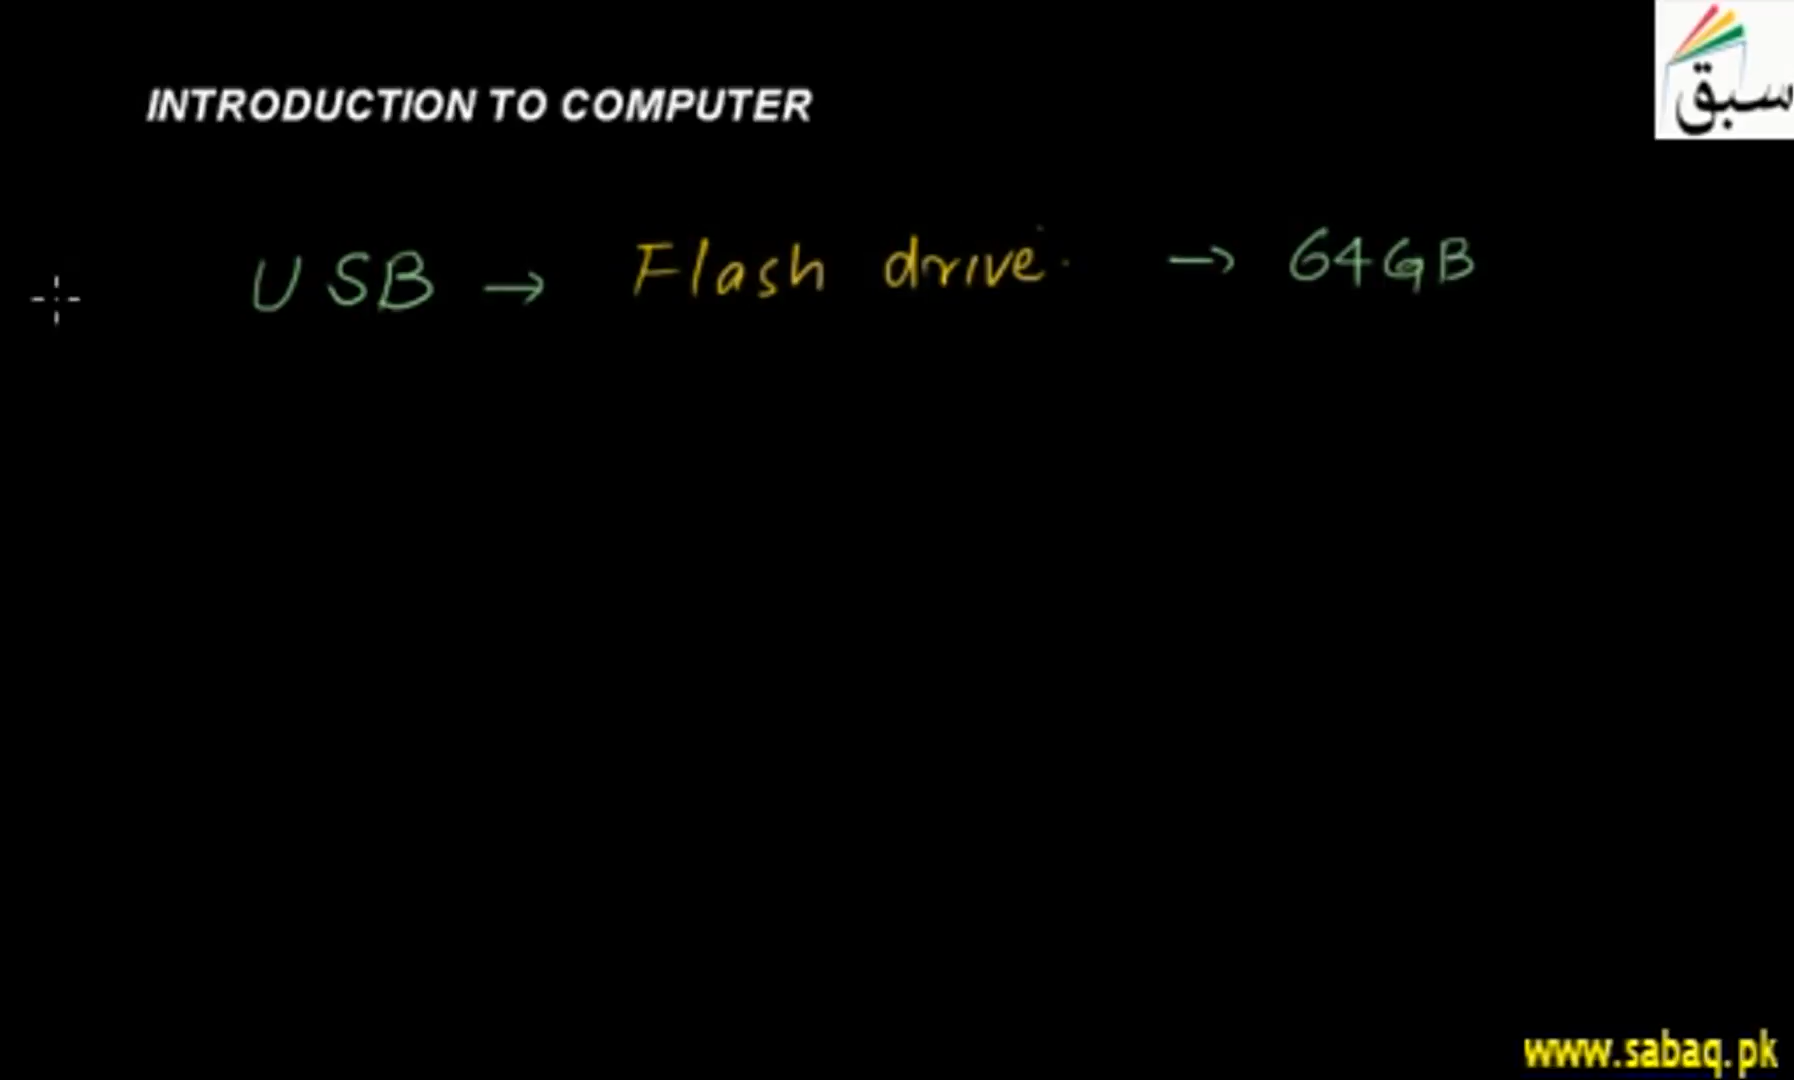 سبق
INTRODUCTION TO COMPUTER
USB → Flash drive → 64GB
www.sabaq.pk